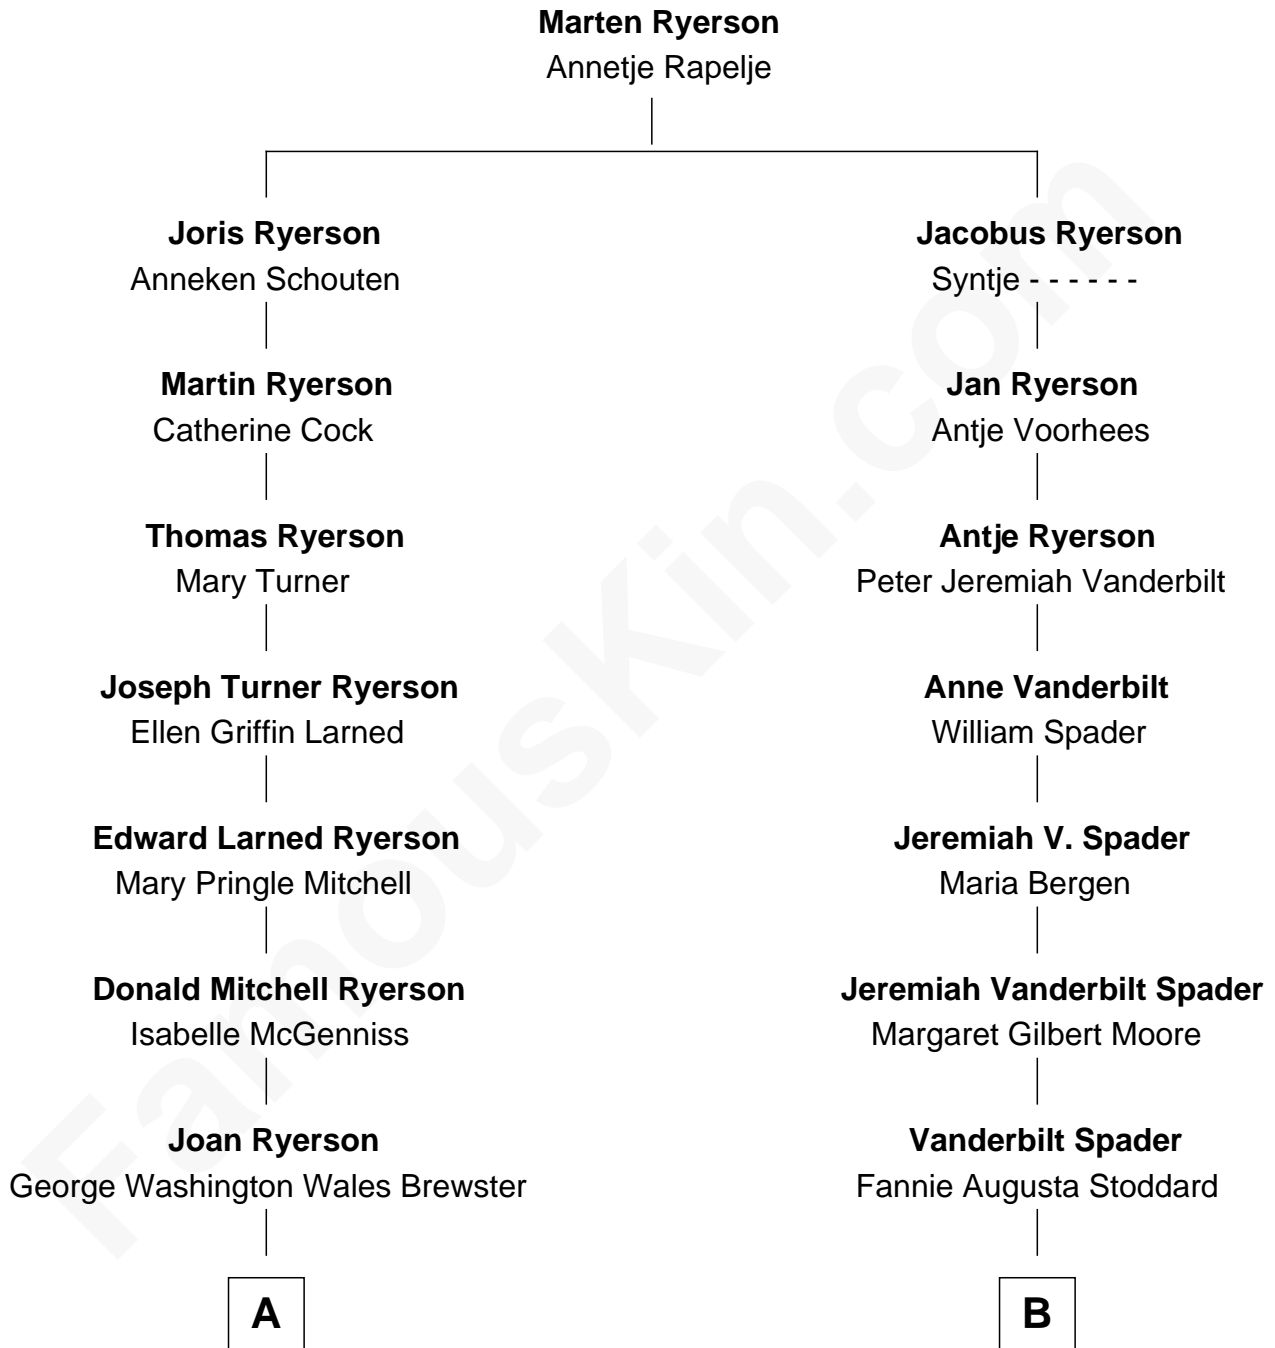 Marten Ryerson
Annetje Rapelje
Joris Ryerson
Anneken Schouten
Jacobus Ryerson
Syntje - - - - - -
Martin Ryerson
Catherine Cock
Jan Ryerson
Antje Voorhees
Thomas Ryerson
Mary Turner
Antje Ryerson
Peter Jeremiah Vanderbilt
Joseph Turner Ryerson
Ellen Griffin Larned
Anne Vanderbilt
William Spader
Edward Larned Ryerson
Mary Pringle Mitchell
Jeremiah V. Spader
Maria Bergen
Donald Mitchell Ryerson
Isabelle McGenniss
Jeremiah Vanderbilt Spader
Margaret Gilbert Moore
Joan Ryerson
George Washington Wales Brewster
Vanderbilt Spader
Fannie Augusta Stoddard
A
B
FamousKin.com